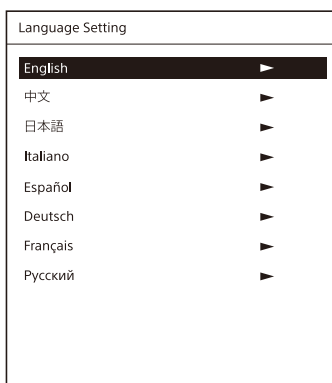 Language Setting
English
中文
日本語
Italiano
Español
Deutsch
Français
Русский